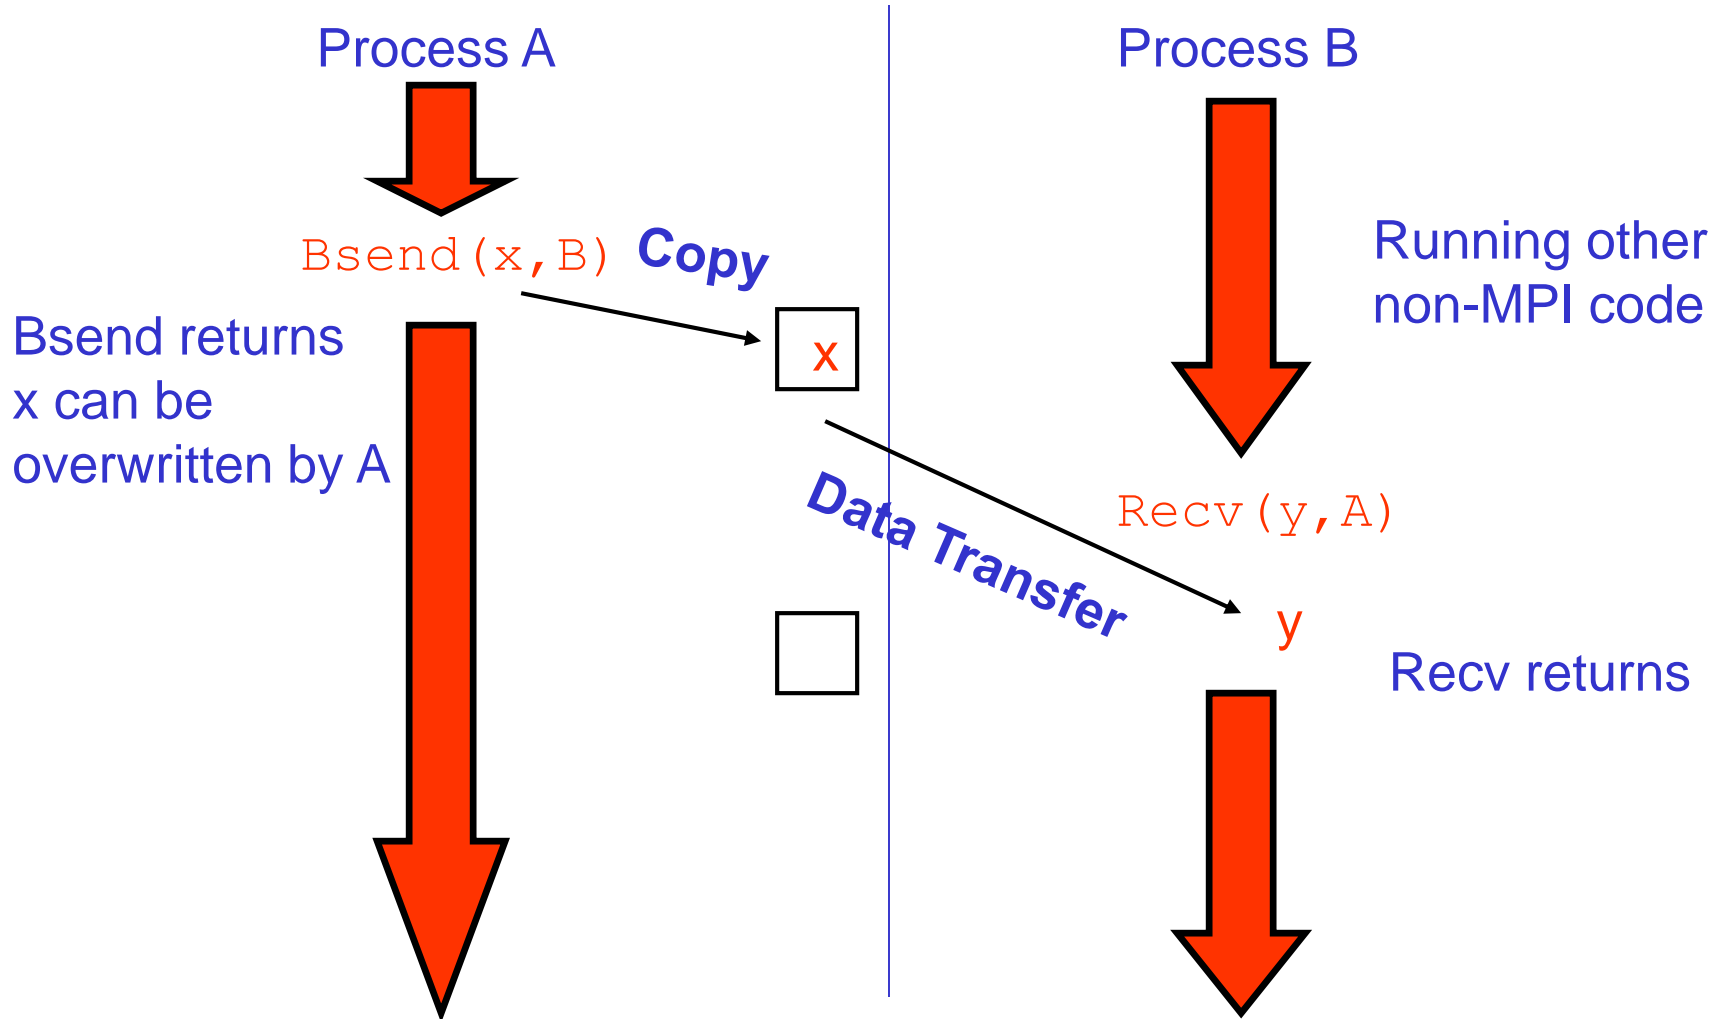 Process A
Process B
Bsend(x,B)
Copy
Running other
non-MPI code
Bsend returns
x can be
overwritten by A
x
Data Transfer
Recv(y,A)
y
Recv returns